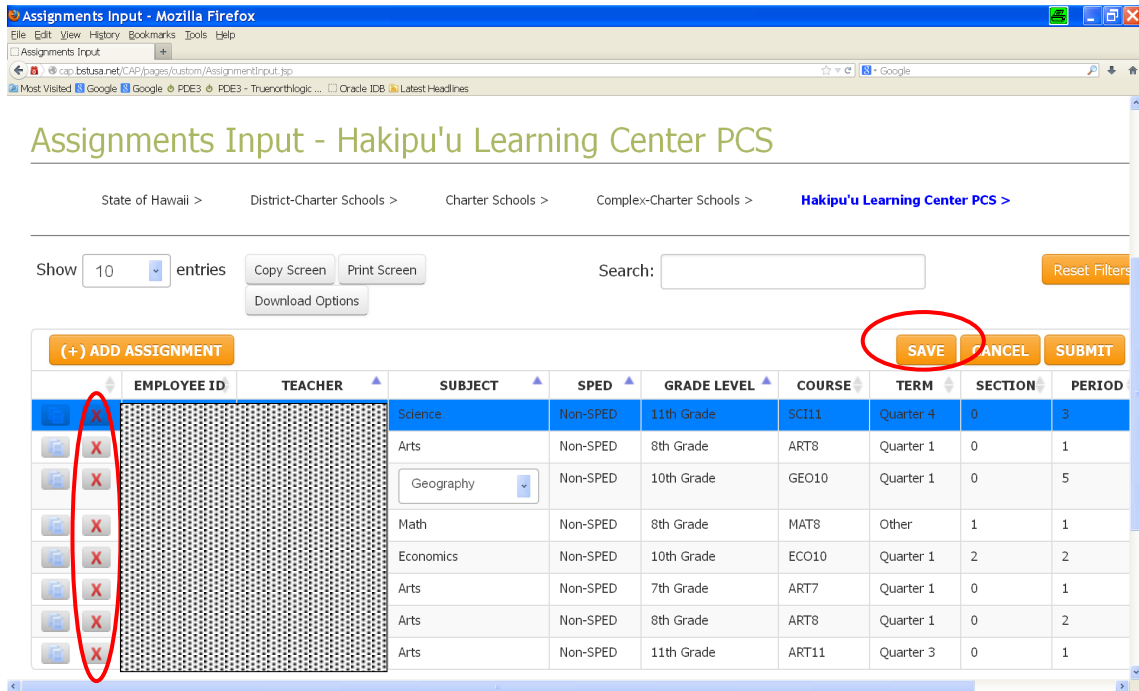 Assignments Input - Mozilla Firefox
File Edit View History Bookmarks Tools Help
Assignments Input +
cap.bstusa.net/CAP/pages/custom/AssignmentInput.jsp Google
Most Visited Google Google PDE3 PDE3 - Truenorthlogic ... Oracle IDB Latest Headlines
Assignments Input - Hakipu'u Learning Center PCS
State of Hawaii > District-Charter Schools > Charter Schools > Complex-Charter Schools > Hakipu'u Learning Center PCS >
Show 10 entries Copy Screen Print Screen Search: Reset Filters
Download Options
(+) ADD ASSIGNMENT SAVE CANCEL SUBMIT
EMPLOYEE ID TEACHER SUBJECT SPED GRADE LEVEL COURSE TERM SECTION PERIOD
X Science Non-SPED 11th Grade SCI11 Quarter 4 0 3
X Arts Non-SPED 8th Grade ART8 Quarter 1 0 1
X Geography Non-SPED 10th Grade GEO10 Quarter 1 0 5
X Math Non-SPED 8th Grade MAT8 Other 1 1
X Economics Non-SPED 10th Grade ECO10 Quarter 1 2 2
X Arts Non-SPED 7th Grade ART7 Quarter 1 0 1
X Arts Non-SPED 8th Grade ART8 Quarter 1 0 2
X Arts Non-SPED 11th Grade ART11 Quarter 3 0 1